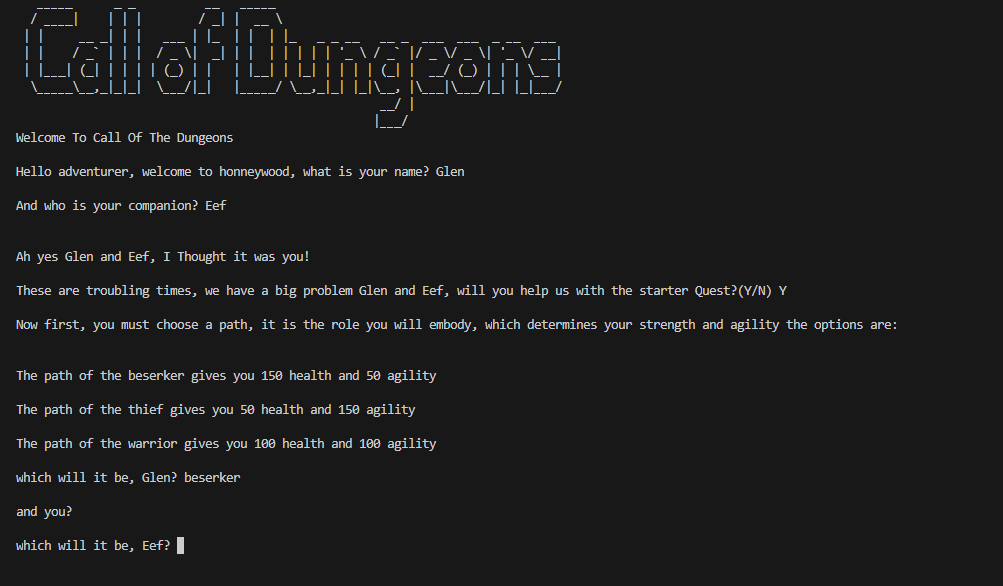 Call of Dungeons
Welcome To Call Of The Dungeons
Hello adventurer, welcome to honneywood, what is your name? Glen
And who is your companion? Eef
Ah yes Glen and Eef, I Thought it was you!
These are troubling times, we have a big problem Glen and Eef, will you help us with the starter Quest?(Y/N) Y
Now first, you must choose a path, it is the role you will embody, which determines your strength and agility the options are:
The path of the beserker gives you 150 health and 50 agility
The path of the thief gives you 50 health and 150 agility
The path of the warrior gives you 100 health and 100 agility
which will it be, Glen? beserker
and you?
which will it be, Eef?